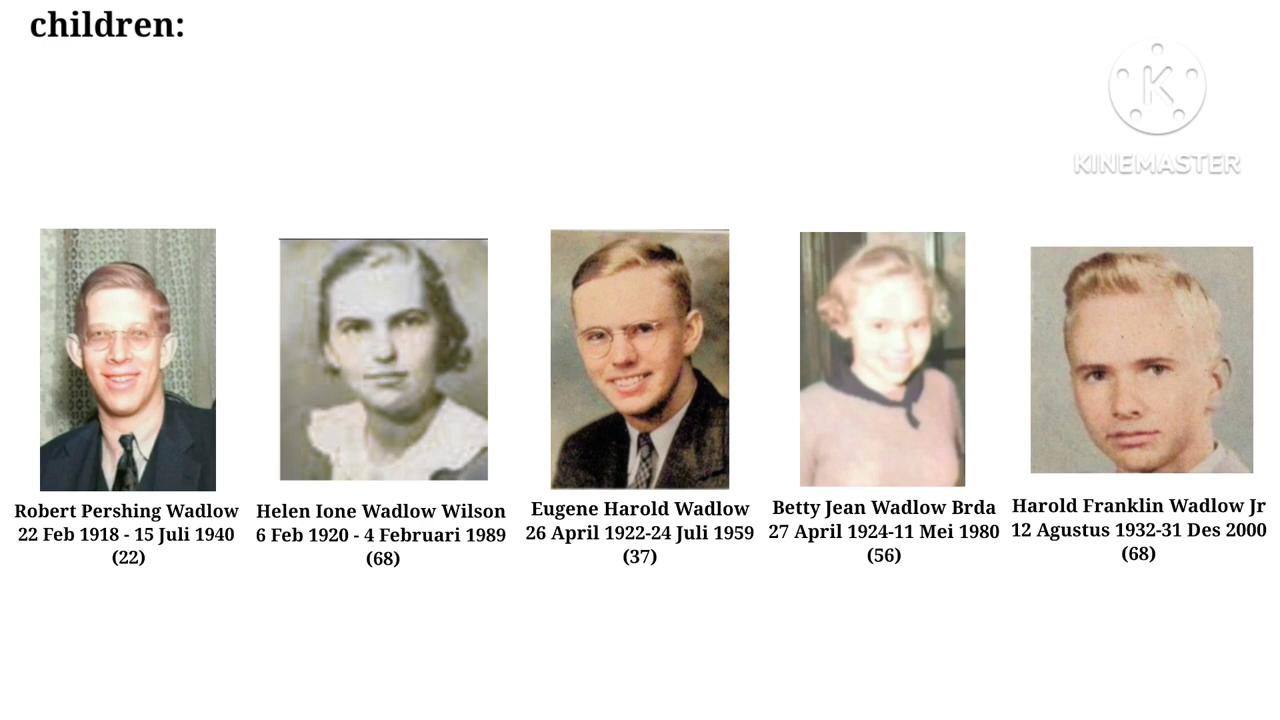 children:
K
KINEMASTER
Robert Pershing Wadlow
22 Feb 1918 - 15 Juli 1940
(22)
Helen Ione Wadlow Wilson
6 Feb 1920 - 4 Februari 1989
(68)
Eugene Harold Wadlow
26 April 1922-24 Juli 1959
(37)
Betty Jean Wadlow Brda
27 April 1924-11 Mei 1980
(56)
Harold Franklin Wadlow Jr
12 Agustus 1932-31 Des 2000
(68)